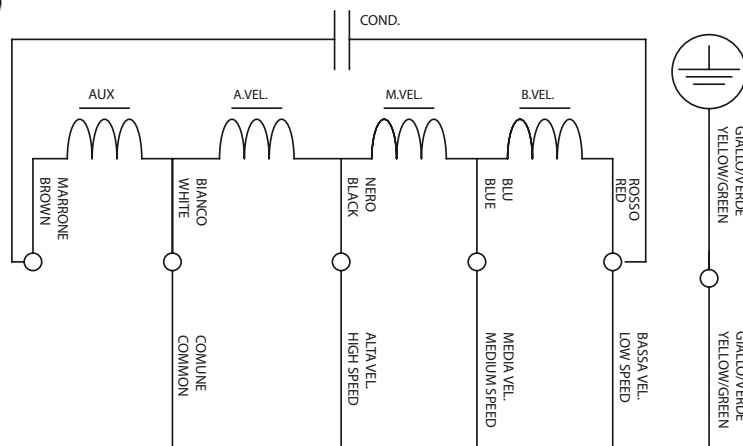 COND.
AUX
A.VEL.
M.VEL.
B.VEL.
MARRONE
BROWN
BIANCO
WHITE
NERO
BLACK
BLU
BLUE
ROSSO
RED
GIALLO/VERDE
YELLOW/GREEN
COMUNE
COMMON
ALTA VEL.
HIGH SPEED
MEDIA VEL.
MEDIUM SPEED
BASSA VEL.
LOW SPEED
GIALLO/VERDE
YELLOW/GREEN